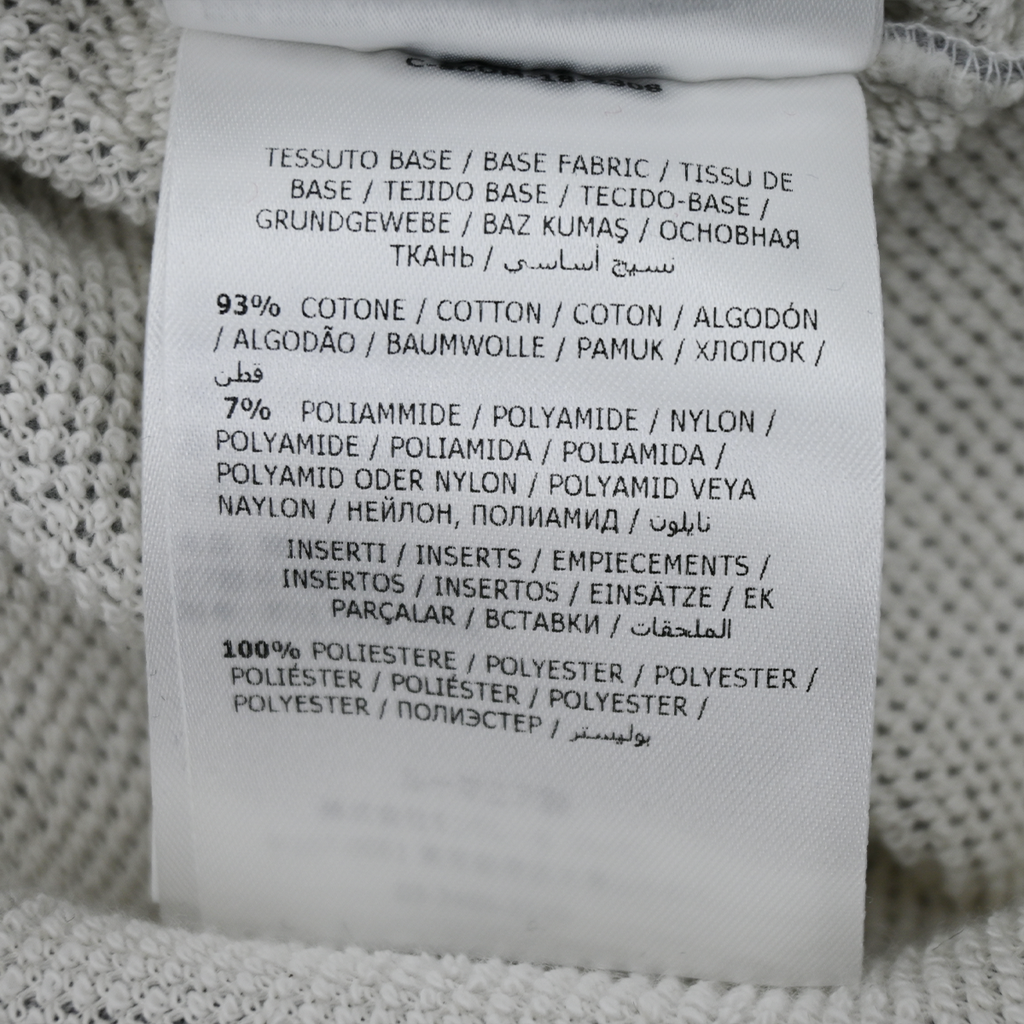 TESSUTO BASE / BASE FABRIC / TISSU DE
BASE / TEJIDO BASE / TECIDO-BASE /
GRUNDGEWEBE / BAZ KUMAŞ / ОСНОВНАЯ
ТКАНЬ / نسيج أساسي
93% COTONE / COTTON / COTON / ALGODÓN
/ ALGODÃO / BAUMWOLLE / PAMUK / ХЛОПОК /
قطن
7% POLIAMMIDE / POLYAMIDE / NYLON /
POLYAMIDE / POLIAMIDA / POLIAMIDA /
POLYAMID ODER NYLON / POLYAMID VEYA
NAYLON / НЕЙЛОН, ПОЛИАМИД / نايلون
INSERTI / INSERTS / EMPIECEMENTS /
INSERTOS / INSERTOS / EINSÄTZE / EK
PARÇALAR / ВСТАВКИ / الملحقات
100% POLIESTERE / POLYESTER / POLYESTER /
POLIÉSTER / POLIÉSTER / POLYESTER /
POLYESTER / ПОЛИЭСТЕР / بوليستر